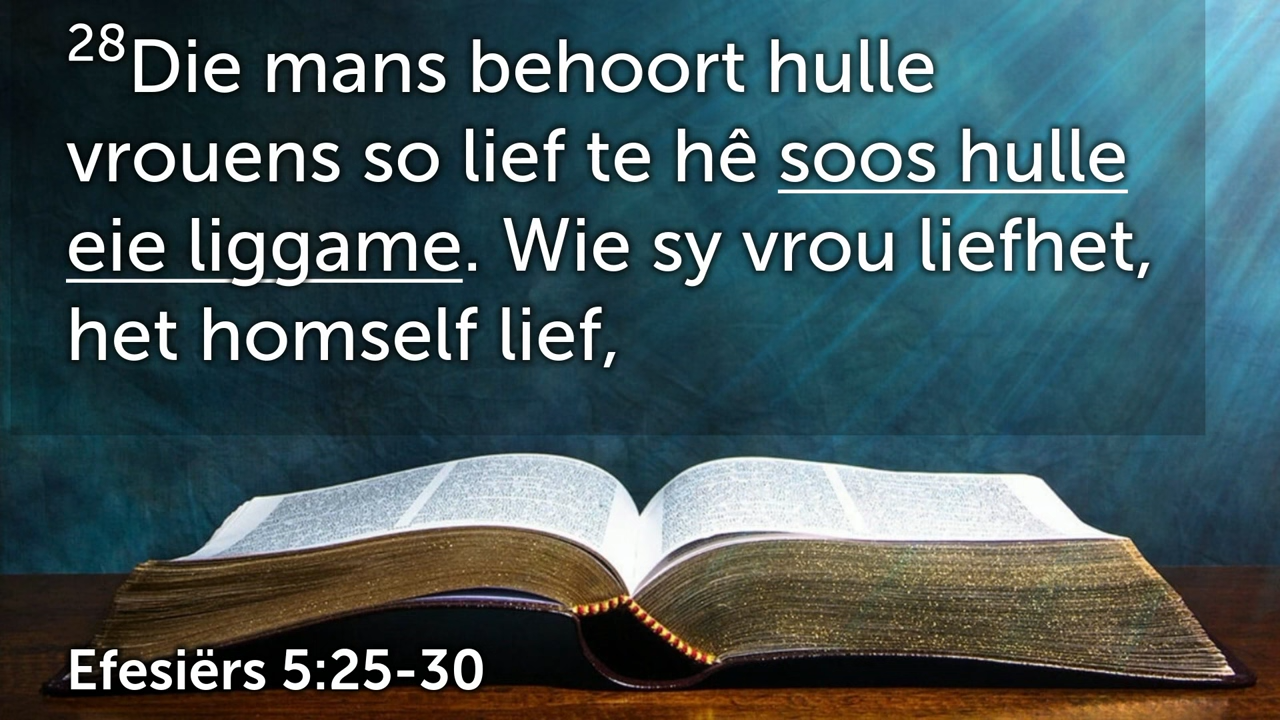 28Die mans behoort hulle
vrouens so lief te hê soos hulle
eie liggame. Wie sy vrou liefhet,
het homself lief,
Efesiërs 5:25-30